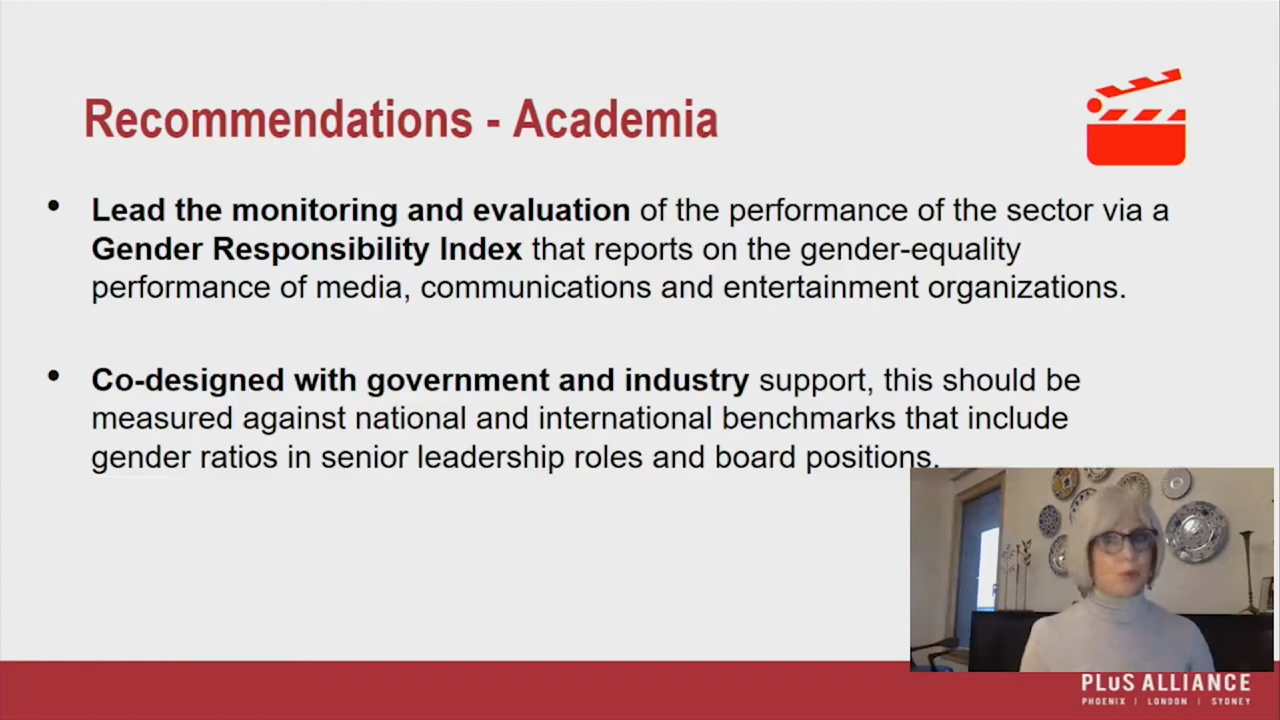 Recommendations - Academia
• Lead the monitoring and evaluation of the performance of the sector via a
Gender Responsibility Index that reports on the gender-equality
performance of media, communications and entertainment organizations.
• Co-designed with government and industry support, this should be
measured against national and international benchmarks that include
gender ratios in senior leadership roles and board positions.
PLuS ALLIANCE
PHOENIX | LONDON | SYDNEY